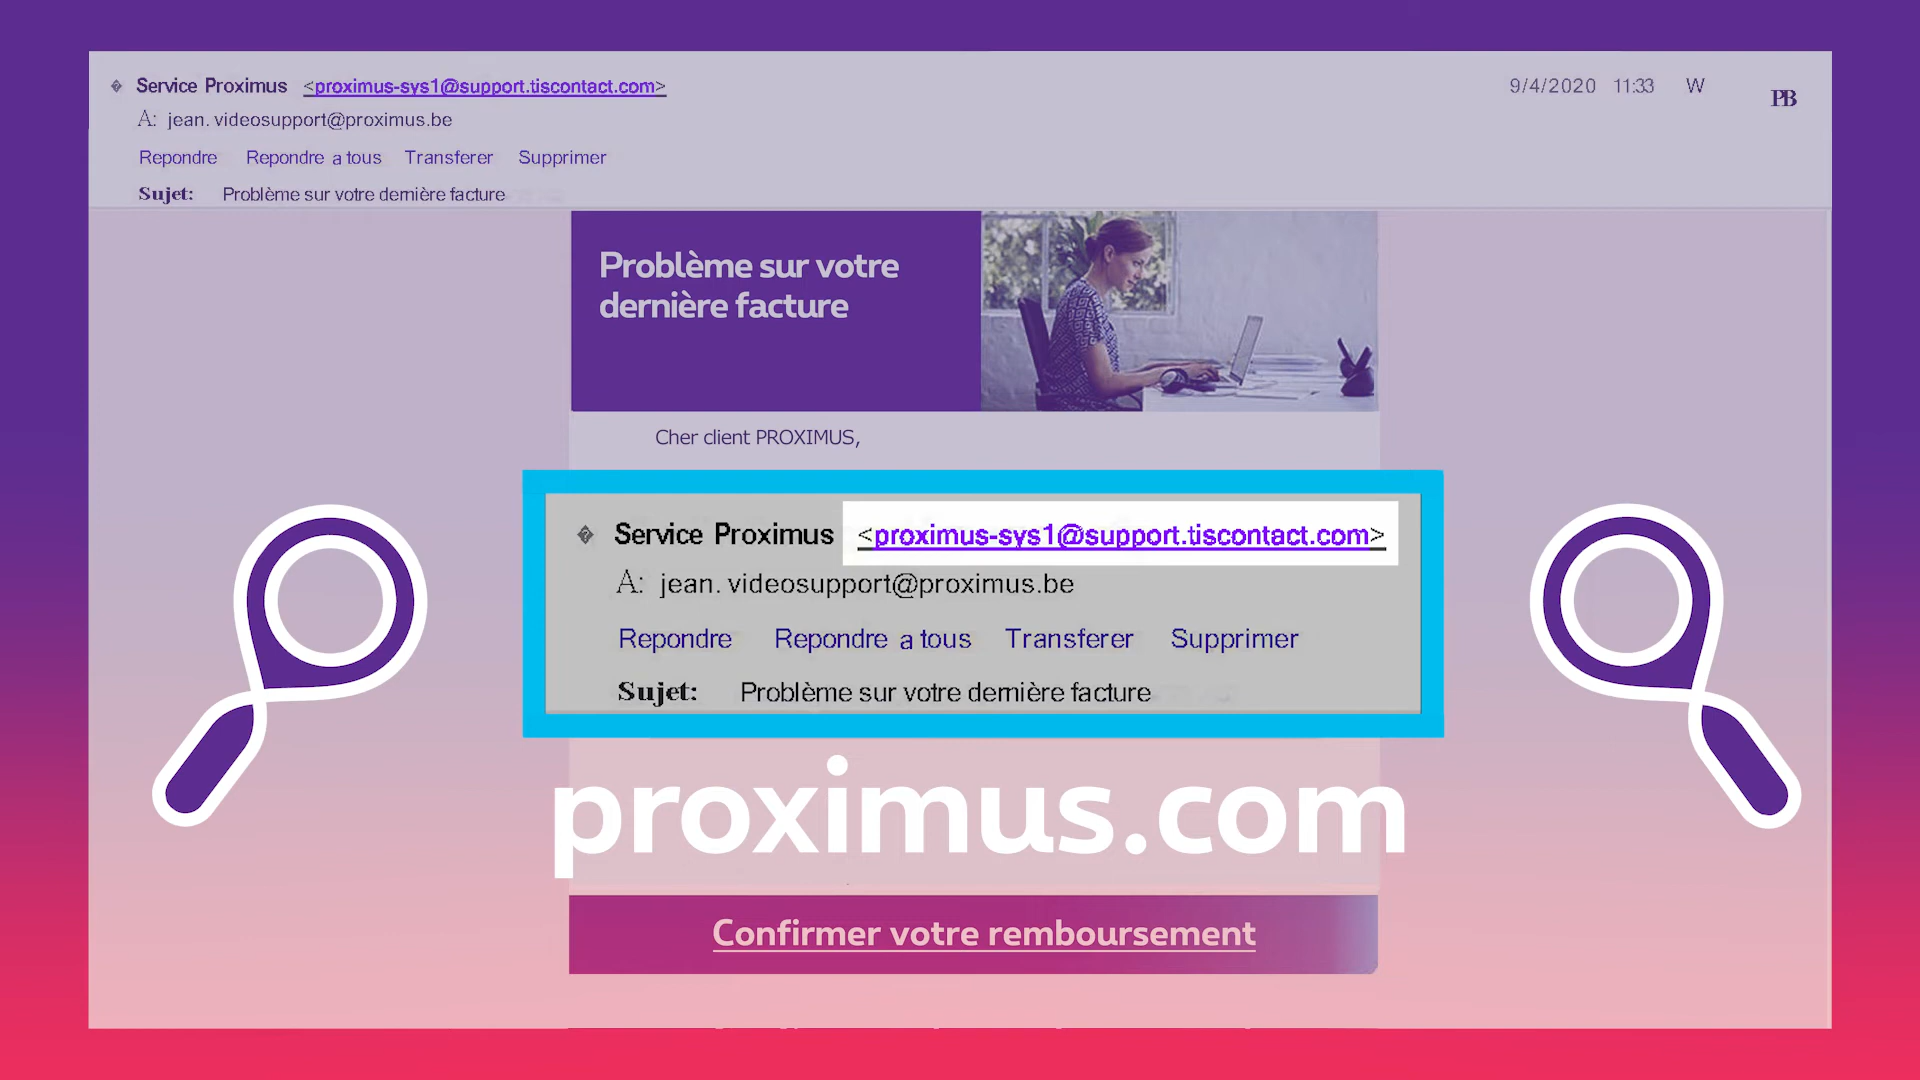 Service Proximus <proximus-sys1@support.tiscontact.com> 9/4/2020 11:33 W PB
A: jean.videosupport@proximus.be
Repondre Repondre a tous Transferer Supprimer
Sujet: Problème sur votre dernière facture
Problème sur votre
dernière facture
Cher client PROXIMUS,
Service Proximus <proximus-sys1@support.tiscontact.com>
A: jean.videosupport@proximus.be
Repondre Repondre a tous Transferer Supprimer
Sujet: Problème sur votre dernière facture
proximus.com
Confirmer votre remboursement